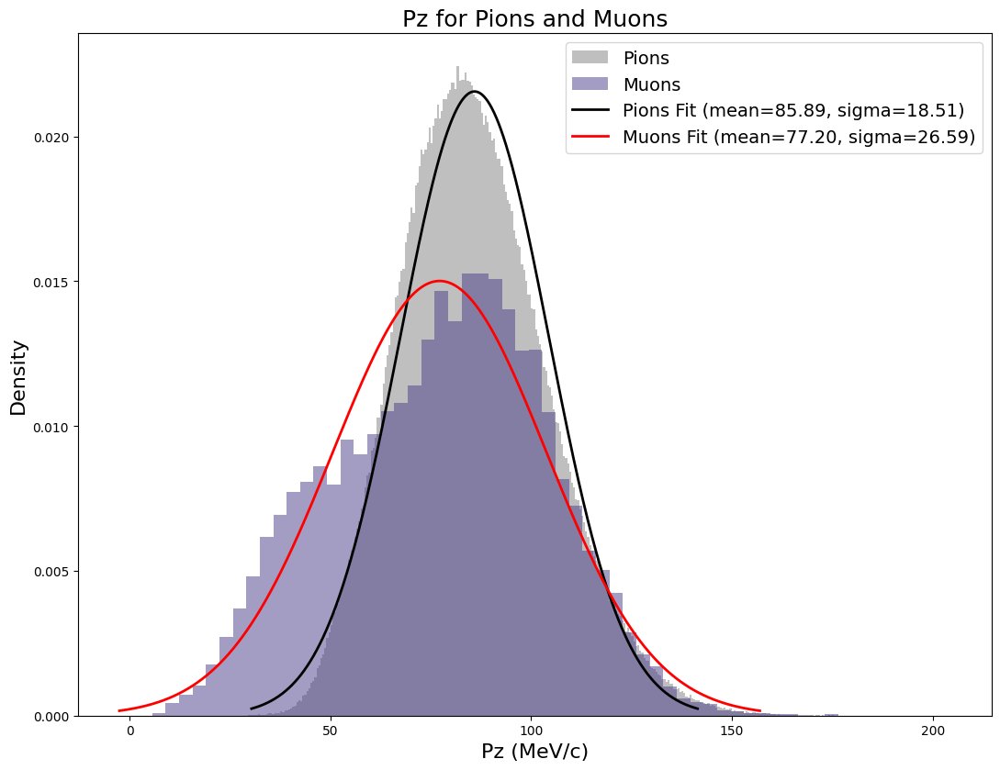 Pz for Pions and Muons
Pions
Muons
Pions Fit (mean=85.89, sigma=18.51)
Muons Fit (mean=77.20, sigma=26.59)
Density
0.020
0.015
0.010
0.005
0.000
0
50
100
150
200
Pz (MeV/c)